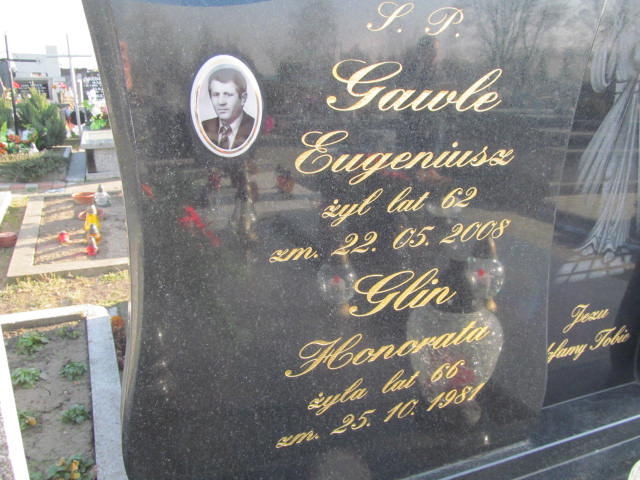 Ś. P.
Gawle
Eugeniusz
żył lat 62
zm. 22. 05. 2008
Glin
Honorata
żyła lat 66
zm. 25. 10. 1981
Jezu
Ufamy Tobie